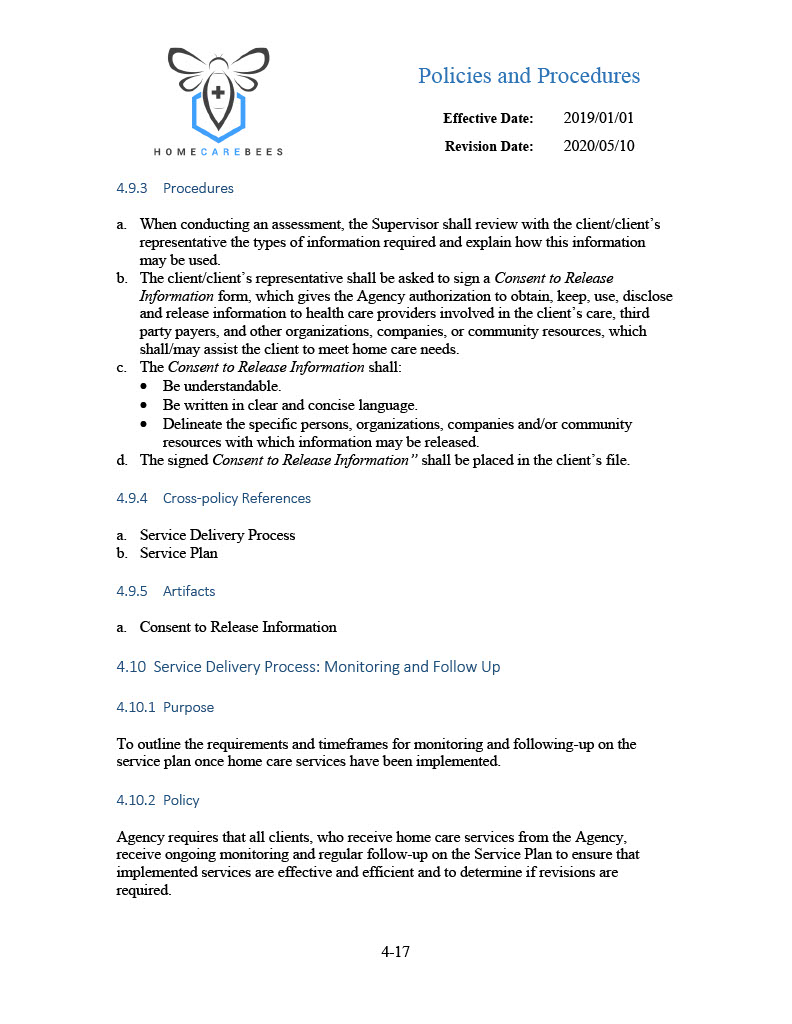 Policies and Procedures
Effective Date: 2019/01/01
Revision Date: 2020/05/10
HOMECAREBEES
4.9.3 Procedures
a. When conducting an assessment, the Supervisor shall review with the client/client’s
representative the types of information required and explain how this information
may be used.
b. The client/client’s representative shall be asked to sign a Consent to Release
Information form, which gives the Agency authorization to obtain, keep, use, disclose
and release information to health care providers involved in the client’s care, third
party payers, and other organizations, companies, or community resources, which
shall/may assist the client to meet home care needs.
c. The Consent to Release Information shall:
• Be understandable.
• Be written in clear and concise language.
• Delineate the specific persons, organizations, companies and/or community
resources with which information may be released.
d. The signed Consent to Release Information” shall be placed in the client’s file.
4.9.4 Cross-policy References
a. Service Delivery Process
b. Service Plan
4.9.5 Artifacts
a. Consent to Release Information
4.10 Service Delivery Process: Monitoring and Follow Up
4.10.1 Purpose
To outline the requirements and timeframes for monitoring and following-up on the
service plan once home care services have been implemented.
4.10.2 Policy
Agency requires that all clients, who receive home care services from the Agency,
receive ongoing monitoring and regular follow-up on the Service Plan to ensure that
implemented services are effective and efficient and to determine if revisions are
required.
4-17